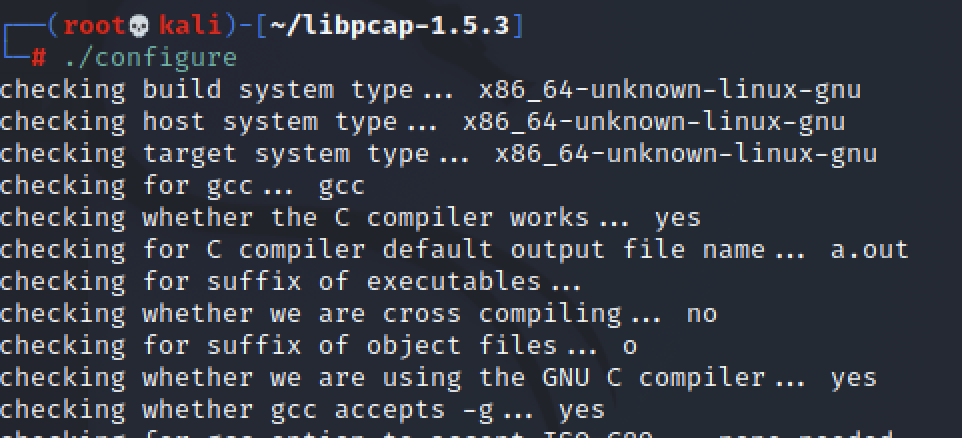 (root💀kali)-[~/libpcap-1.5.3]
# ./configure
checking build system type... x86_64-unknown-linux-gnu
checking host system type... x86_64-unknown-linux-gnu
checking target system type... x86_64-unknown-linux-gnu
checking for gcc... gcc
checking whether the C compiler works... yes
checking for C compiler default output file name... a.out
checking for suffix of executables...
checking whether we are cross compiling... no
checking for suffix of object files... o
checking whether we are using the GNU C compiler... yes
checking whether gcc accepts -g... yes